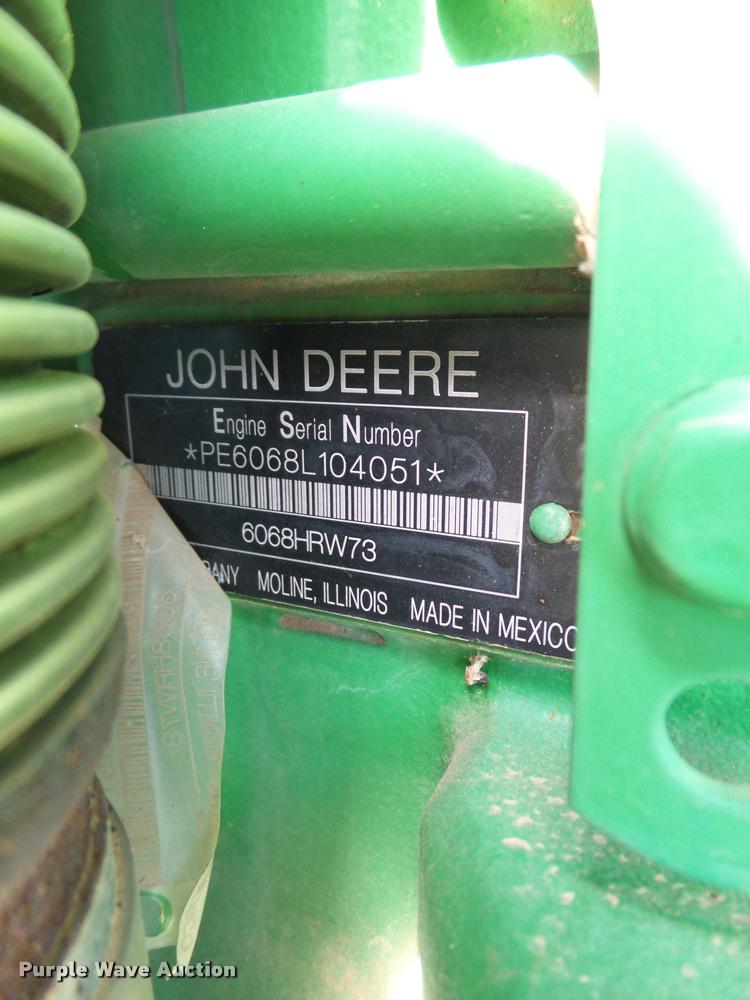 JOHN DEERE
Engine Serial Number
*PE6068L104051*
6068HRW73
MOLINE, ILLINOIS MADE IN MEXICO
Purple Wave Auction